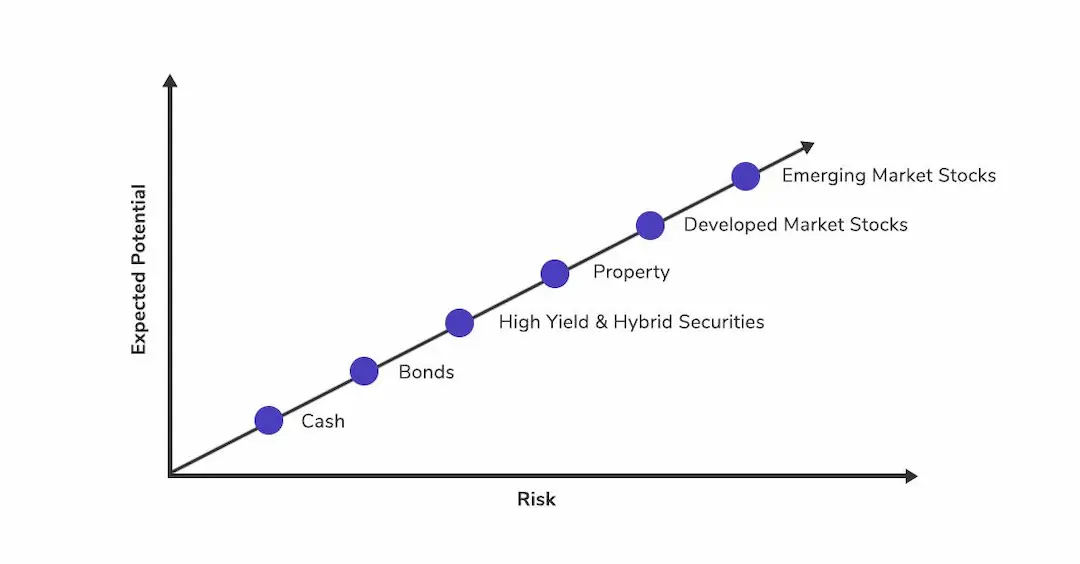 Expected Potential
Emerging Market Stocks
Developed Market Stocks
Property
High Yield & Hybrid Securities
Bonds
Cash
Risk